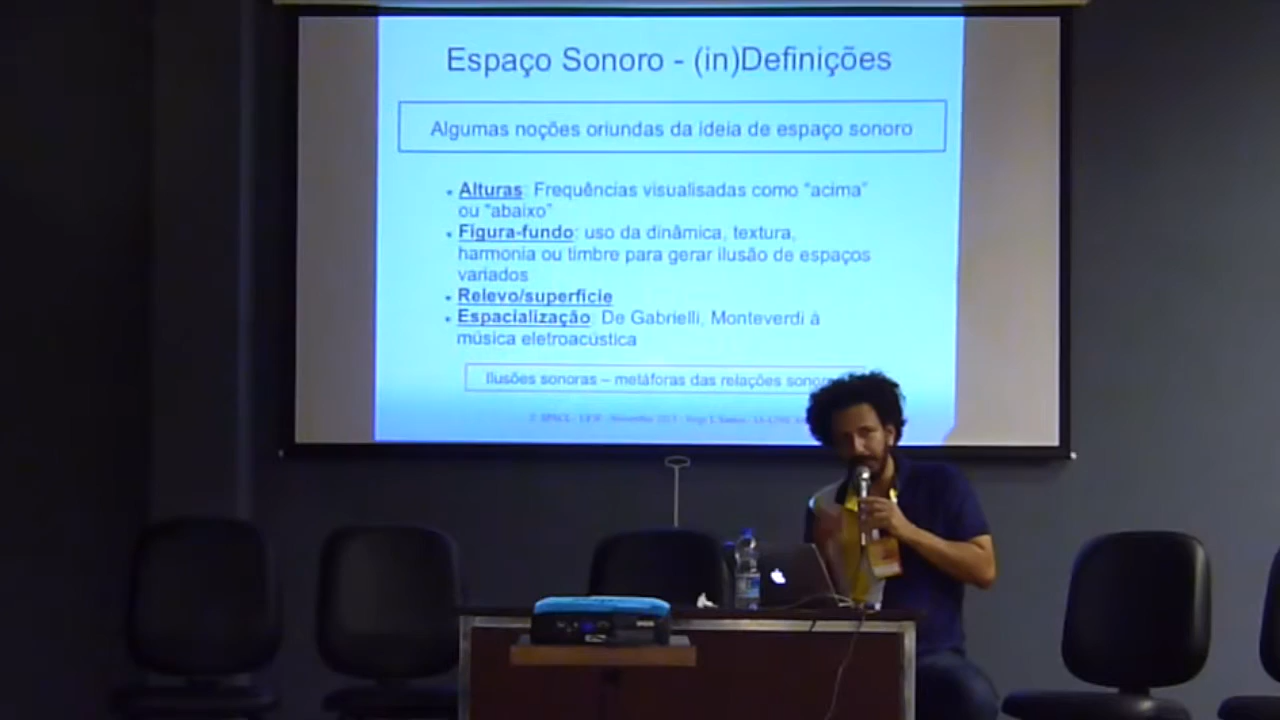 Espaço Sonoro - (in)Definições
Algumas noções oriundas da ideia de espaço sonoro
• Alturas: Frequências visualisadas como "acima"
ou "abaixo"
• Figura-fundo: uso da dinâmica, textura,
harmonia ou timbre para gerar ilusão de espaços
variados
• Relevo/superfície
• Espacialização: De Gabrielli, Monteverdi à
música eletroacústica
Ilusões sonoras – metáforas das relações